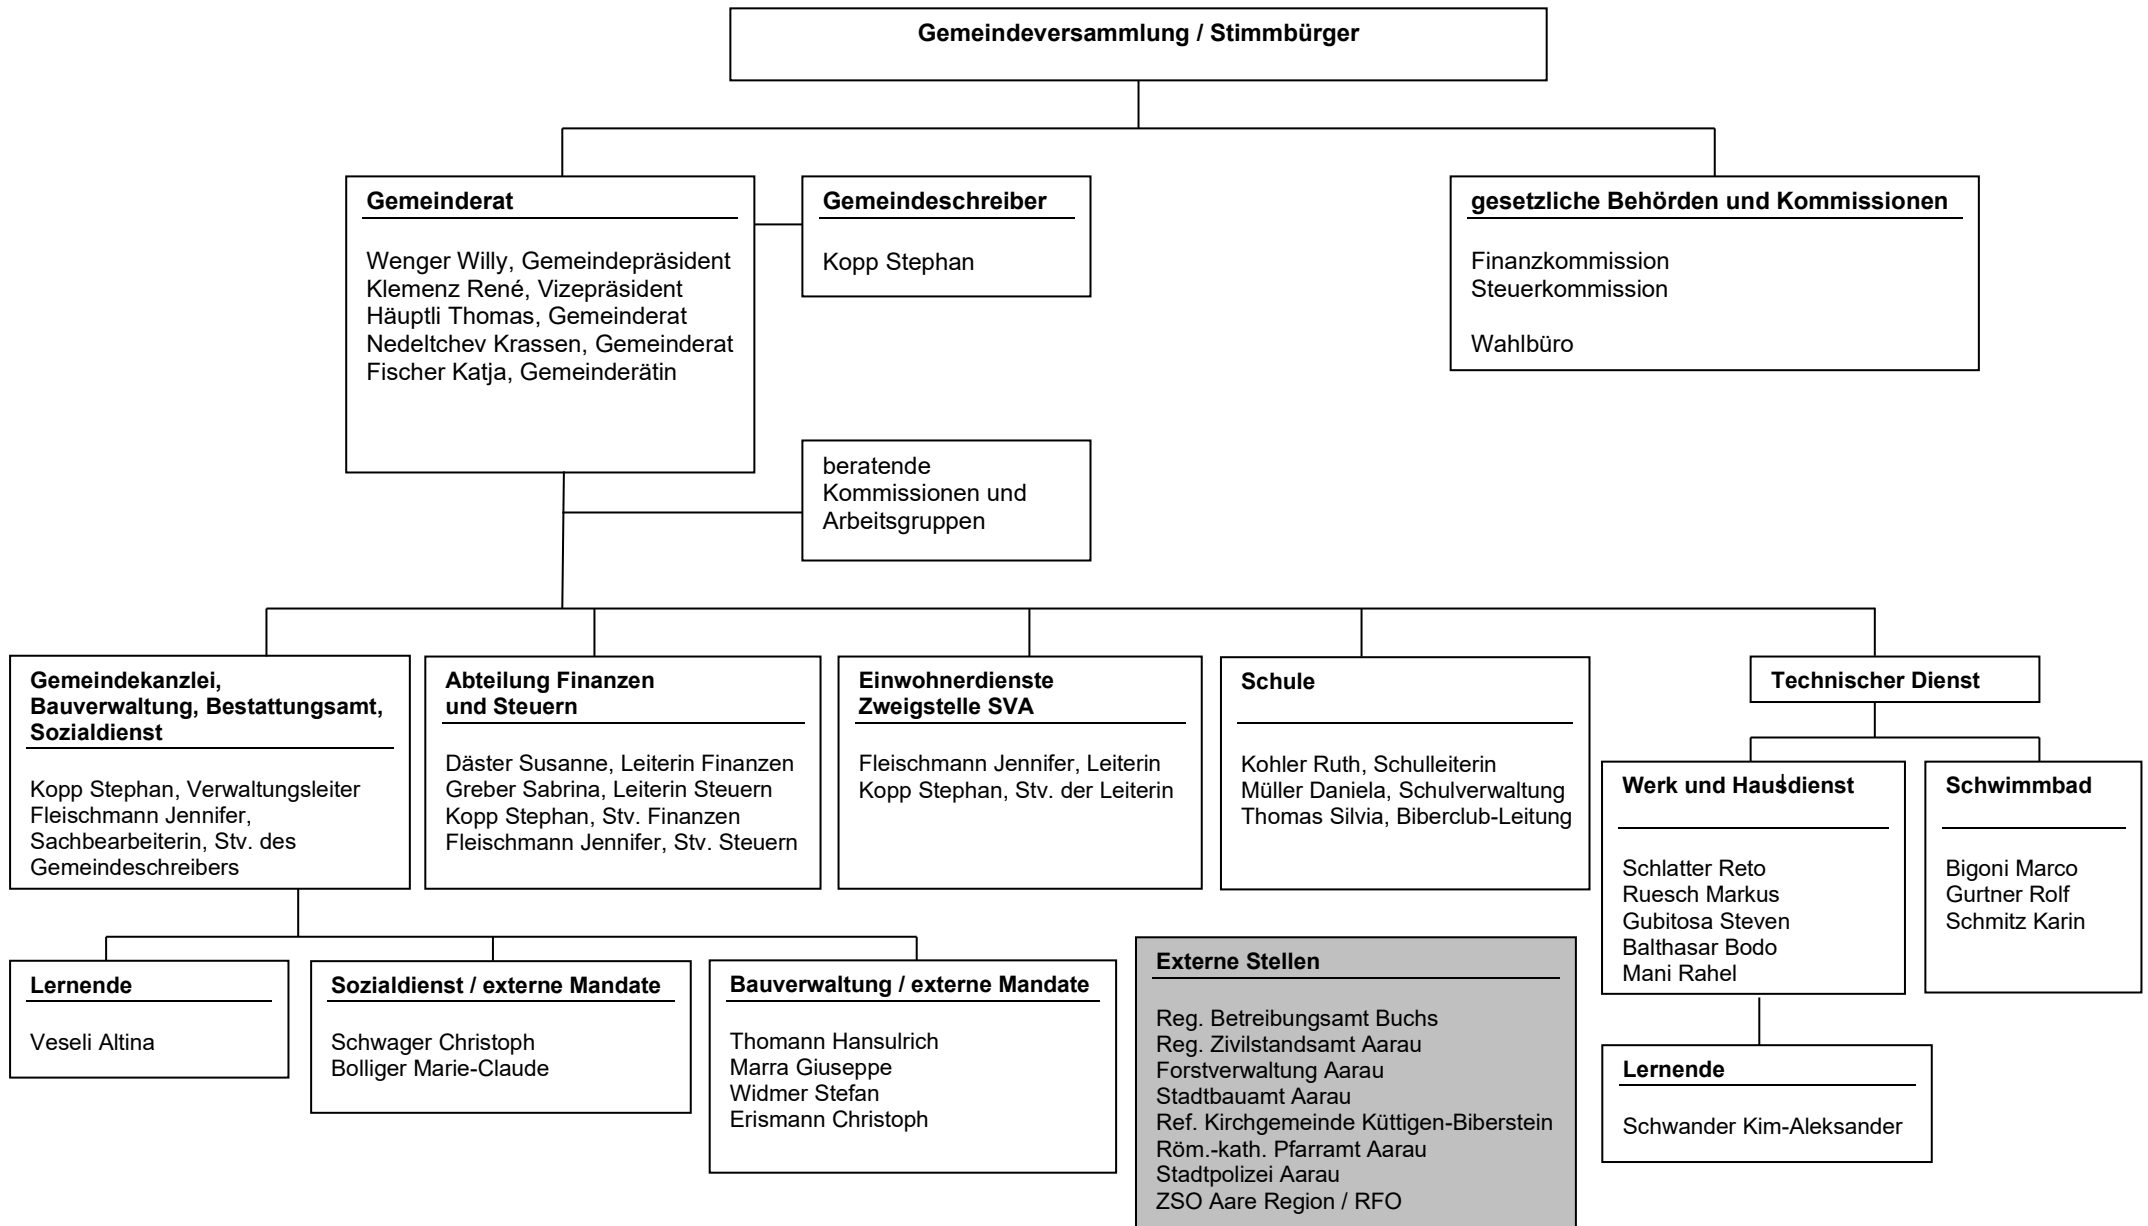 Gemeindeversammlung / Stimmbürger
Gemeinderat
Wenger Willy, Gemeindepräsident
Klemenz René, Vizepräsident
Häuptli Thomas, Gemeinderat
Nedeltchev Krassen, Gemeinderat
Fischer Katja, Gemeinderätin
Gemeindeschreiber
Kopp Stephan
gesetzliche Behörden und Kommissionen
Finanzkommission
Steuerkommission
Wahlbüro
beratende
Kommissionen und
Arbeitsgruppen
Gemeindekanzlei,
Bauverwaltung, Bestattungsamt,
Sozialdienst
Kopp Stephan, Verwaltungsleiter
Fleischmann Jennifer,
Sachbearbeiterin, Stv. des
Gemeindeschreibers
Abteilung Finanzen
und Steuern
Däster Susanne, Leiterin Finanzen
Greber Sabrina, Leiterin Steuern
Kopp Stephan, Stv. Finanzen
Fleischmann Jennifer, Stv. Steuern
Einwohnerdienste
Zweigstelle SVA
Fleischmann Jennifer, Leiterin
Kopp Stephan, Stv. der Leiterin
Schule
Kohler Ruth, Schulleiterin
Müller Daniela, Schulverwaltung
Thomas Silvia, Biberclub-Leitung
Technischer Dienst
Werk und Hausdienst
Schlatter Reto
Ruesch Markus
Gubitosa Steven
Balthasar Bodo
Mani Rahel
Schwimmbad
Bigoni Marco
Gurtner Rolf
Schmitz Karin
Lernende
Veseli Altina
Sozialdienst / externe Mandate
Schwager Christoph
Bolliger Marie-Claude
Bauverwaltung / externe Mandate
Thomann Hansulrich
Marra Giuseppe
Widmer Stefan
Erismann Christoph
Externe Stellen
Reg. Betreibungsamt Buchs
Reg. Zivilstandsamt Aarau
Forstverwaltung Aarau
Stadtbauamt Aarau
Ref. Kirchgemeinde Küttigen-Biberstein
Röm.-kath. Pfarramt Aarau
Stadtpolizei Aarau
ZSO Aare Region / RFO
Lernende
Schwander Kim-Aleksander